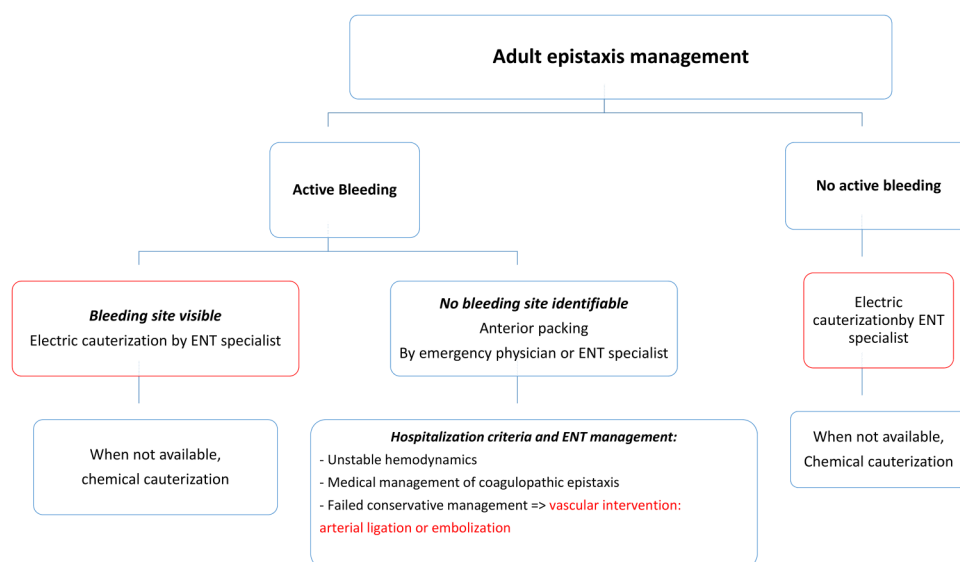 Adult epistaxis management
Active Bleeding
No active bleeding
Bleeding site visible
Electric cauterization by ENT specialist
No bleeding site identifiable
Anterior packing
By emergency physician or ENT specialist
Electric
cauterizationby ENT
specialist
When not available,
chemical cauterization
Hospitalization criteria and ENT management:
- Unstable hemodynamics
- Medical management of coagulopathic epistaxis
- Failed conservative management => vascular intervention:
arterial ligation or embolization
When not available,
Chemical cauterization